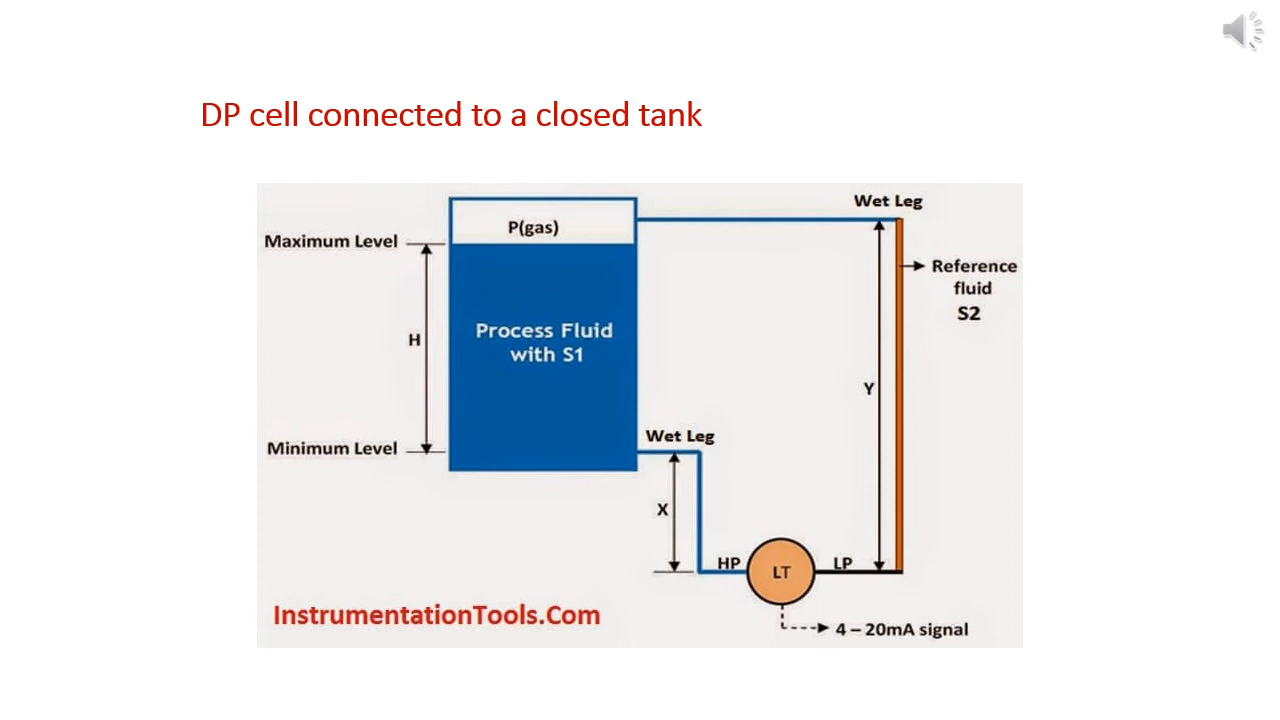 DP cell connected to a closed tank
Wet Leg
P(gas)
Maximum Level
Reference
fluid
S2
Process Fluid
with S1
H
Y
Wet Leg
Minimum Level
X
HP
LT
LP
InstrumentationTools.Com
4 – 20mA signal